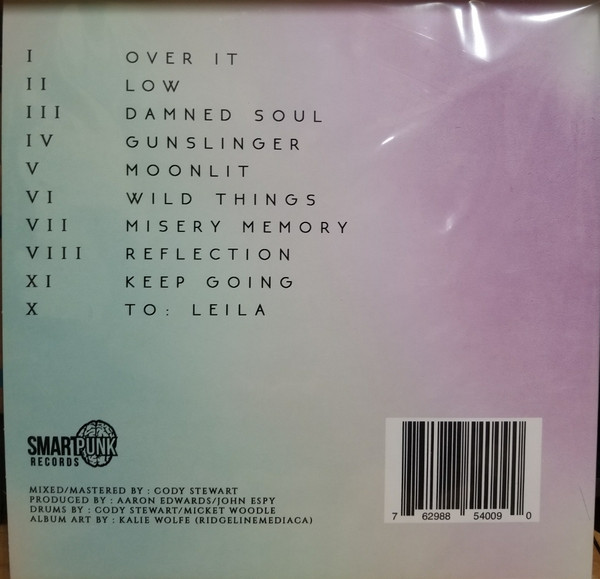 I OVER IT
II LOW
III DAMNED SOUL
IV GUNSLINGER
V MOONLIT
VI WILD THINGS
VII MISERY MEMORY
VIII REFLECTION
XI KEEP GOING
X TO: LEILA
SMARTPUNK
RECORDS
MIXED/MASTERED BY : CODY STEWART
PRODUCED BY : AARON EDWARDS/JOHN ESPY
DRUMS BY : CODY STEWART/MICKET WOODLE
ALBUM ART BY : KALIE WOLFE (RIDGELINEMEDIACA)
7 62988 54009 0